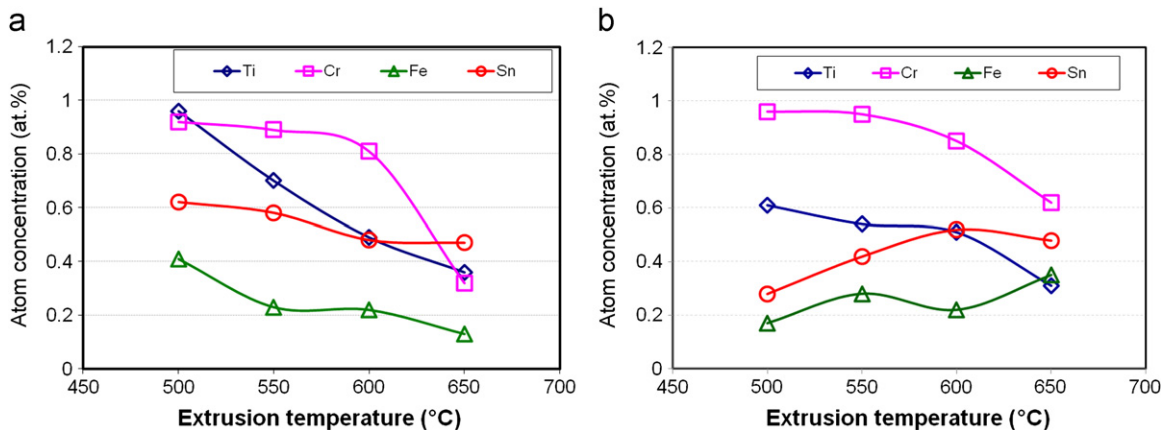 a
1.2
1
0.8
0.6
0.4
0.2
0
Atom concentration (at.%)
Ti Cr Fe Sn
450 500 550 600 650 700
Extrusion temperature (°C)
b
1.2
1
0.8
0.6
0.4
0.2
0
Atom concentration (at.%)
Ti Cr Fe Sn
450 500 550 600 650 700
Extrusion temperature (°C)